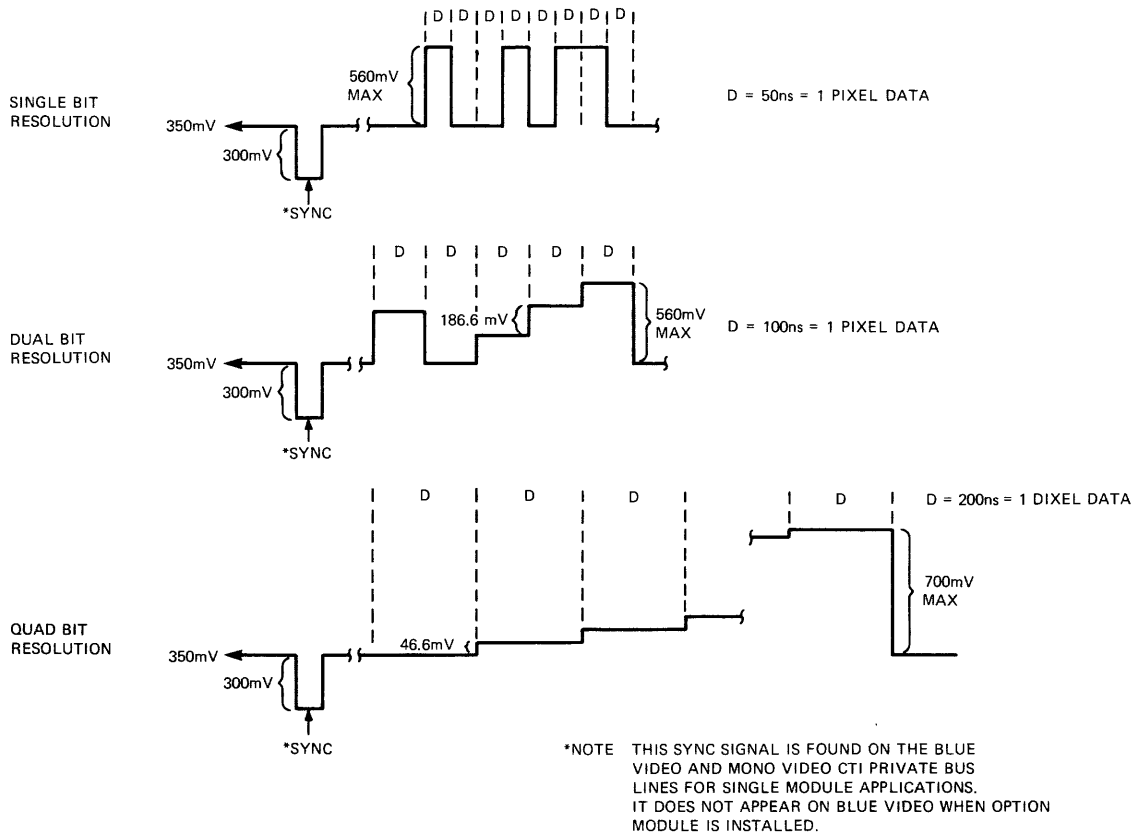 D D D D D D D D
560mV
MAX
SINGLE BIT
RESOLUTION
D = 50ns = 1 PIXEL DATA
350mV
300mV
*SYNC
D D D D D
186.6 mV
560mV
MAX
D = 100ns = 1 PIXEL DATA
DUAL BIT
RESOLUTION
350mV
300mV
*SYNC
D D D D
D = 200ns = 1 DIXEL DATA
700mV
MAX
QUAD BIT
RESOLUTION
46.6mV
350mV
300mV
*SYNC
*NOTE THIS SYNC SIGNAL IS FOUND ON THE BLUE
VIDEO AND MONO VIDEO CTI PRIVATE BUS
LINES FOR SINGLE MODULE APPLICATIONS.
IT DOES NOT APPEAR ON BLUE VIDEO WHEN OPTION
MODULE IS INSTALLED.